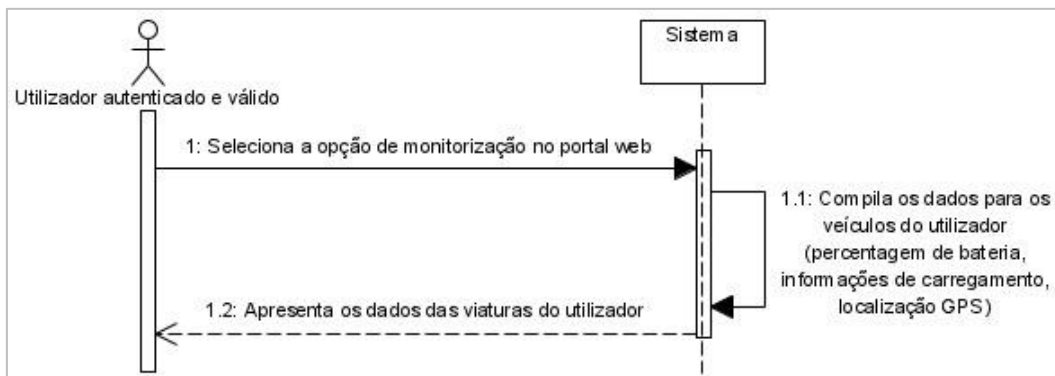 Sistema
Utilizador autenticado e válido
1: Seleciona a opção de monitorização no portal web
1.1: Compila os dados para os
veículos do utilizador
(percentagem de bateria,
informações de carregamento,
localização GPS)
1.2: Apresenta os dados das viaturas do utilizador